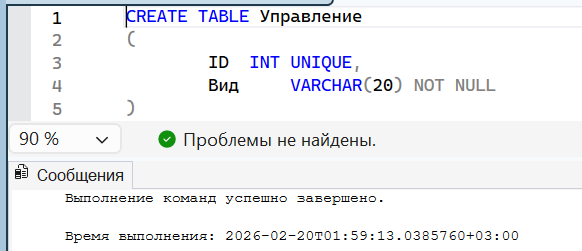 1 CREATE TABLE Управление
2 (
3 ID INT UNIQUE,
4 Вид VARCHAR(20) NOT NULL
5 )
90 % Проблемы не найдены.
Сообщения
Выполнение команд успешно завершено.
Время выполнения: 2026-02-20T01:59:13.0385760+03:00